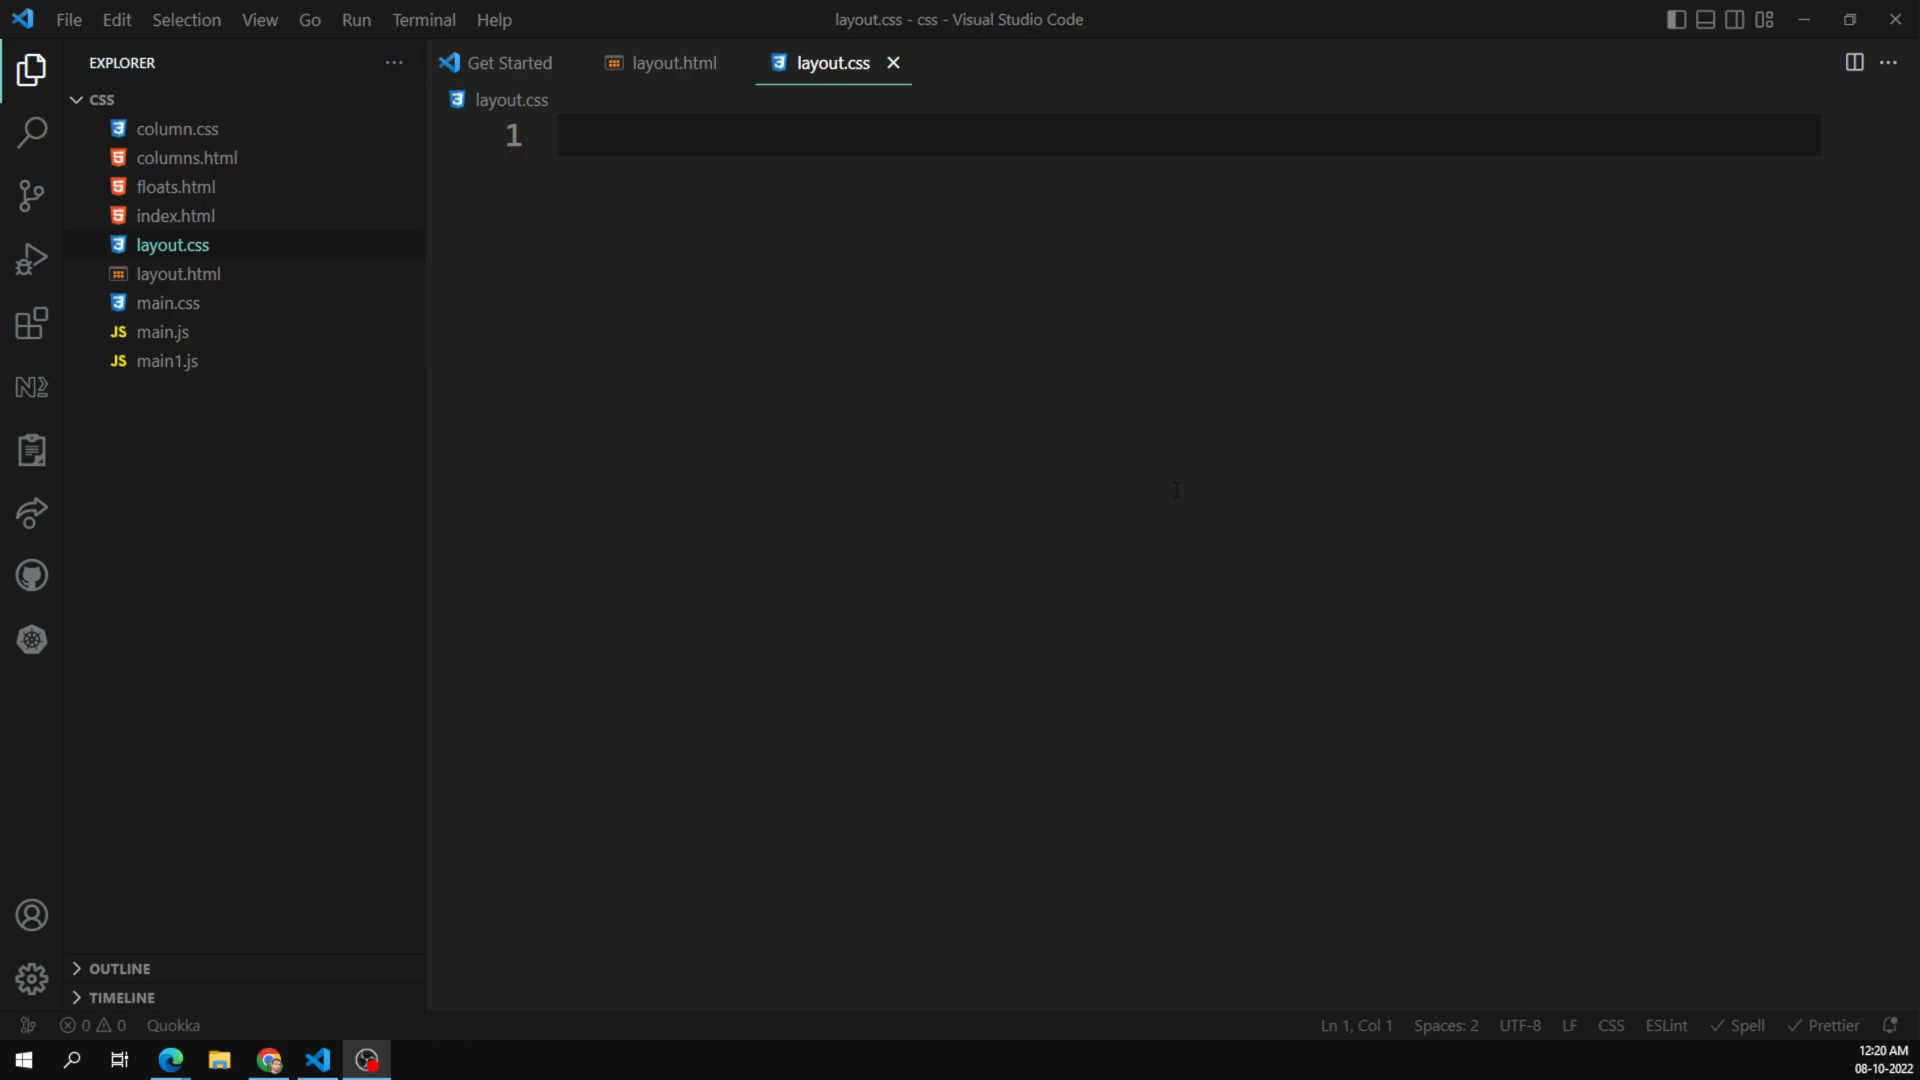 File Edit Selection View Go Run Terminal Help
layout.css - css - Visual Studio Code
EXPLORER
Get Started
layout.html
layout.css
CSS
layout.css
1
column.css
columns.html
floats.html
index.html
layout.css
layout.html
main.css
JS main.js
JS main1.js
OUTLINE
TIMELINE
0 0 Quokka
Ln 1, Col 1 Spaces: 2 UTF-8 LF CSS ESLint Spell Prettier
12:20 AM
08-10-2022